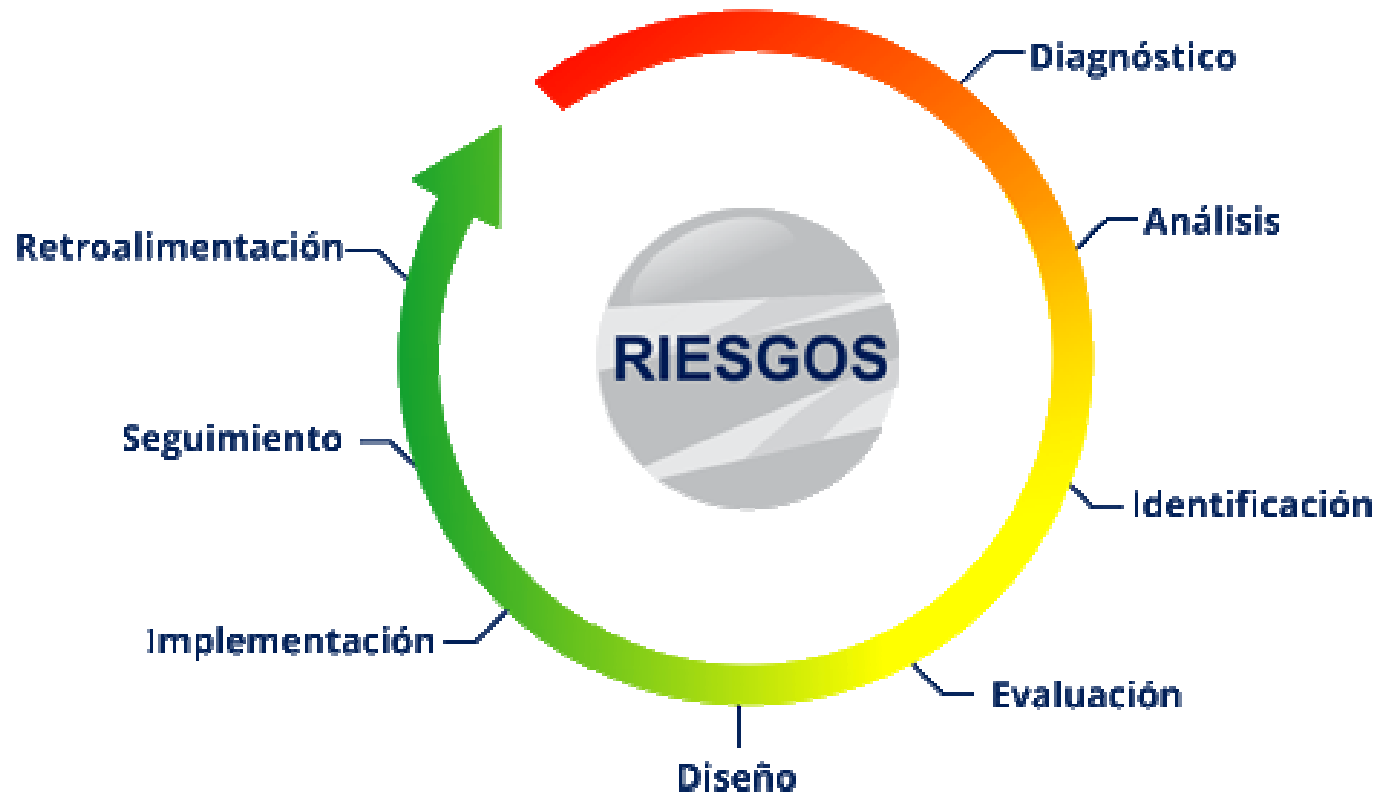 Diagnóstico
Análisis
Identificación
Evaluación
Diseño
Implementación
Seguimiento
Retroalimentación
RIESGOS